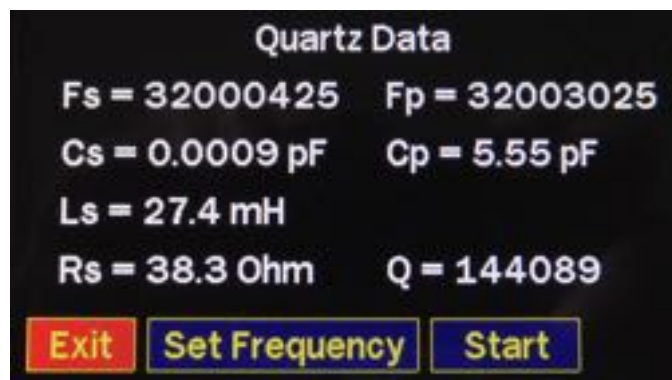 Quartz Data
Fs = 32000425 Fp = 32003025
Cs = 0.0009 pF Cp = 5.55 pF
Ls = 27.4 mH
Rs = 38.3 Ohm Q = 144089
Exit Set Frequency Start